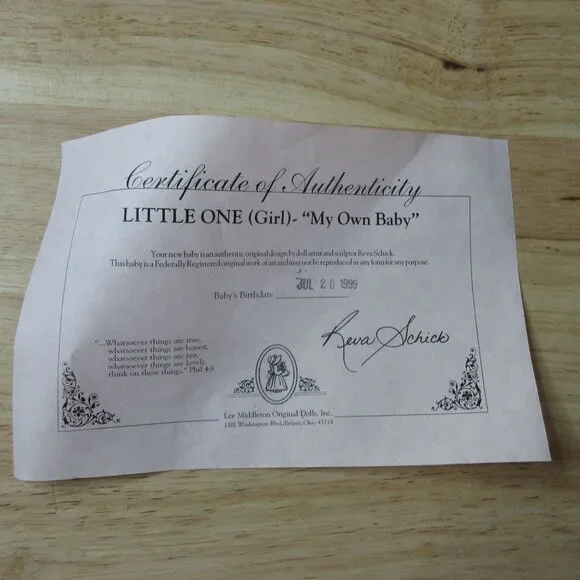 Certificate of Authenticity
LITTLE ONE (Girl)- "My Own Baby"
Your new baby is an authentic original design by doll artist and sculptor Reva Schick.
This baby is a Federally Registered original work of art and may not be reproduced in any form for any purpose.
JUL 20 1999
Baby's Birthdate
Reva Schick
"...Whatsoever things are true,
whatsoever things are honest,
whatsoever things are just,
whatsoever things are lovely,
think on these things." Phil 4:8
Lee Middleton Original Dolls, Inc.
1301 Washington Blvd./Belpre, Ohio 45714